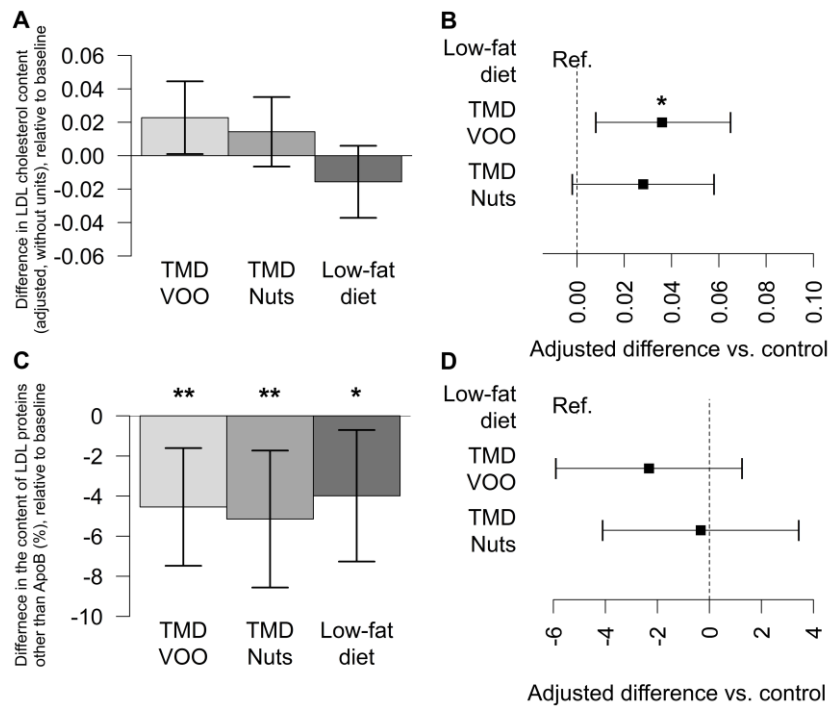 A
Difference in LDL cholesterol content
(adjusted, without units), relative to baseline
0.06
0.04
0.02
0.00
-0.02
-0.04
-0.06
TMD
VOO
TMD
Nuts
Low-fat
diet
B
Low-fat
diet
Ref.
TMD
VOO
*
TMD
Nuts
0.00
0.02
0.04
0.06
0.08
0.10
Adjusted difference vs. control
C
Differnece in the content of LDL proteins
other than ApoB (%), relative to baseline
** ** *
0
-2
-4
-6
-8
-10
TMD
VOO
TMD
Nuts
Low-fat
diet
D
Low-fat
diet
Ref.
TMD
VOO
TMD
Nuts
-6
-4
-2
0
2
4
Adjusted difference vs. control